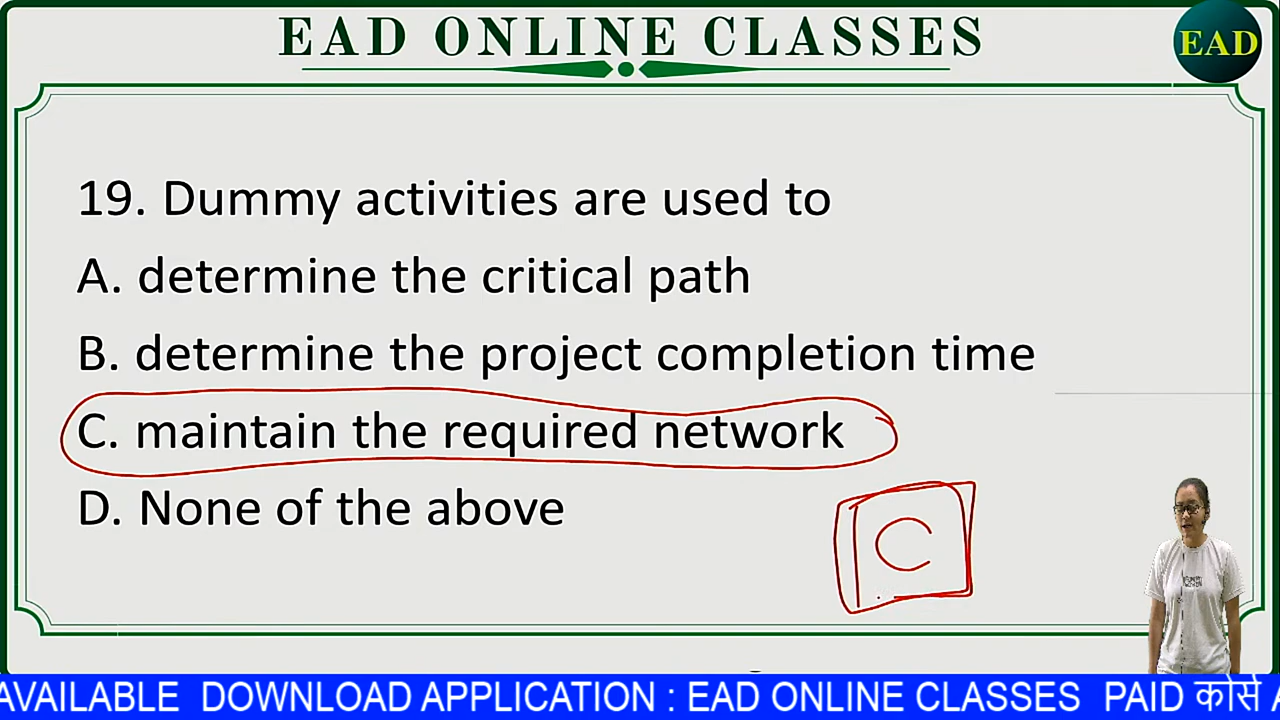 EAD ONLINE CLASSES
EAD
19. Dummy activities are used to
A. determine the critical path
B. determine the project completion time
C. maintain the required network
D. None of the above
C
AVAILABLE DOWNLOAD APPLICATION : EAD ONLINE CLASSES PAID कोर्स A